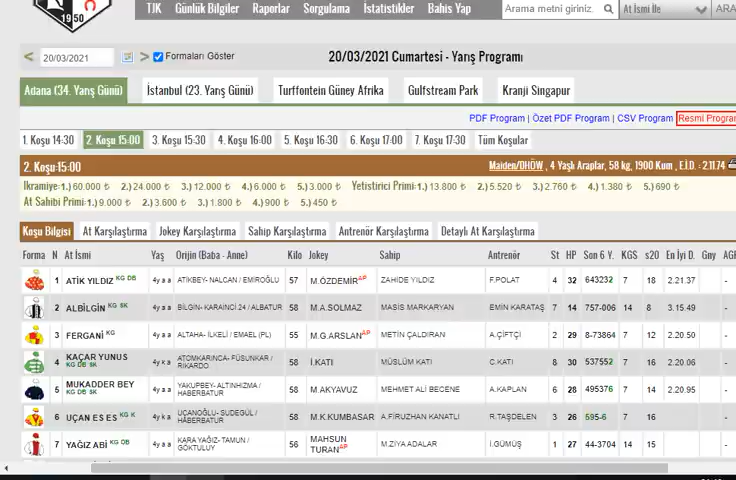 1950
TJK Günlük Bilgiler Raporlar Sorgulama İstatistikler Bahis Yap Arama metni giriniz. At İsmi İle ARA
< 20/03/2021 > Formaları Göster 20/03/2021 Cumartesi - Yarış Programı
Adana (34. Yarış Günü) İstanbul (23. Yarış Günü) Turffontein Güney Afrika Gulfstream Park Kranji Singapur
PDF Program | Özet PDF Program | CSV Program Resmi Program
1. Koşu 14:30 2. Koşu 15:00 3. Koşu 15:30 4. Koşu 16:00 5. Koşu 16:30 6. Koşu 17:00 7. Koşu 17:30 Tüm Koşular
2. Koşu:15:00 Maiden/DHÖW , 4 Yaşlı Araplar, 58 kg, 1900 Kum , E.İ.D. : 2.11.74
İkramiye: 1.) 60.000 ₺ 2.) 24.000 ₺ 3.) 12.000 ₺ 4.) 6.000 ₺ 5.) 3.000 ₺ Yetistirici Primi: 1.) 13.800 ₺ 2.) 5.520 ₺ 3.) 2.760 ₺ 4.) 1.380 ₺ 5.) 690 ₺
At Sahibi Primi: 1.) 9.000 ₺ 2.) 3.600 ₺ 3.) 1.800 ₺ 4.) 900 ₺ 5.) 450 ₺
Koşu Bilgisi At Karşılaştırma Jokey Karşılaştırma Sahip Karşılaştırma Antrenör Karşılaştırma Detaylı At Karşılaştırma
Forma N At İsmi Yaş Orijin (Baba - Anne) Kilo Jokey Sahip Antrenör St HP Son 6 Y. KGS s20 En İyi D. Gny AGF
1 ATİK YILDIZ KG DB 4y a a ATİKBEY- NALCAN / EMİROĞLU 57 M.ÖZDEMİR AP ZAHİDE YILDIZ F.POLAT 4 32 643232 7 18 2.21.37 -
2 ALBİLGİN KG SK 4y a a BİLGİN- KARAİNCİ 24 / ALBATUR 58 M.A.SOLMAZ MASİS MARKARYAN EMİN KARATAŞ 7 14 757-006 14 8 3.15.49 -
3 FERGANİ KG 4y a a ALTAHA- İLKELİ / EMAEL (PL) 55 M.G.ARSLAN AP METİN ÇALDIRAN A.ÇİFTÇİ 2 29 8-73864 7 12 2.20.50 -
4 KAÇAR YUNUS KG DB SK 4y k a ATOMKARINCA- FÜSUNKAR / RIKARDO 58 İ.KATI MÜSLÜM KATI C.KATI 8 30 537552 7 16 2.20.06 -
5 MUKADDER BEY KG DB SK 4y a a YAKUPBEY- ALTINHIZMA / HABERBATUR 58 M.AKYAVUZ MEHMET ALİ BECENE A.KAPLAN 6 28 495376 7 14 2.20.95 -
6 UÇAN ES ES KG K 4y k a UÇANOĞLU- SUDEGÜL / HABERBATUR 58 M.K.KUMBASAR A.FİRUZHAN KANATLI R.TAŞDELEN 3 26 595-6 7 16 -
7 YAĞIZ ABİ KG DB 4y a a KARA YAĞIZ- TAMUN / GÖKTULUY 56 MAHSUN TURAN AP M.ZİYA ADALAR İ.GÜMÜŞ 1 27 44-3704 14 15 -